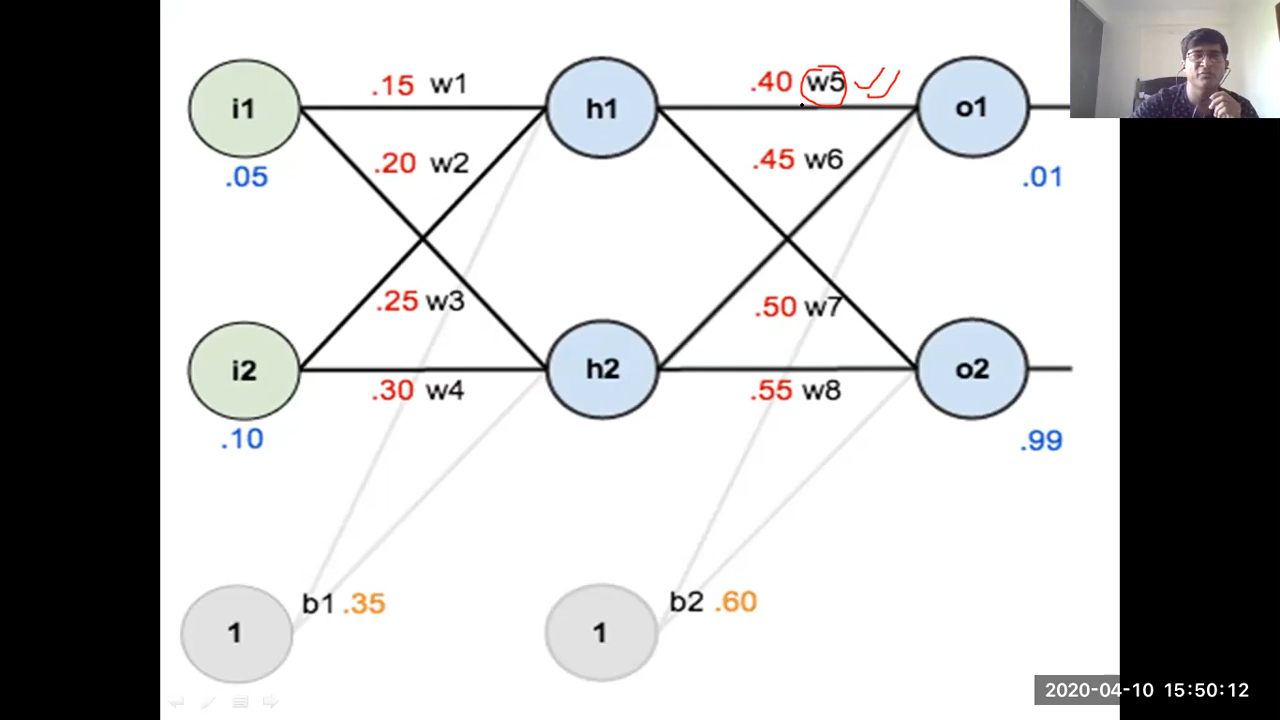 .15 w1
.40 w5
i1
h1
o1
.20 w2
.45 w6
.05
.01
.25 w3
.50 w7
i2
h2
o2
.30 w4
.55 w8
.10
.99
b1 .35
b2 .60
1
1
2020-04-10 15:50:12